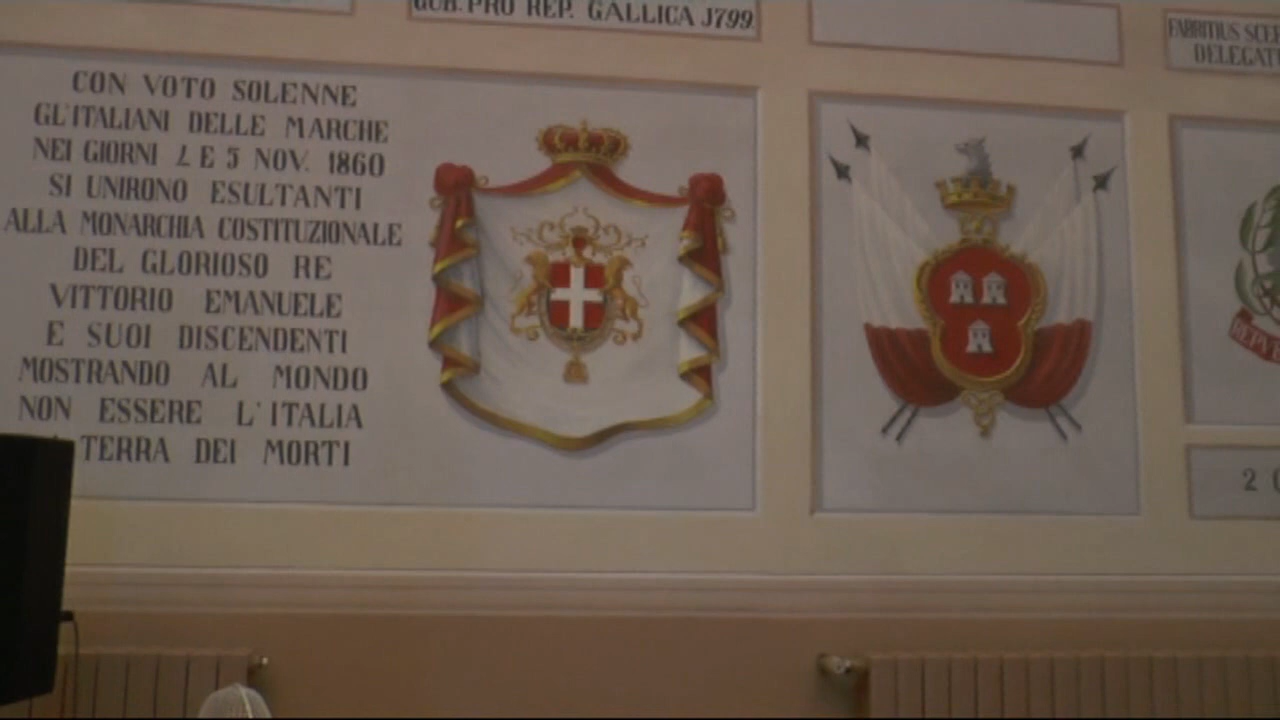 GUB. PRO REP. GALLICA J799
FABRITIUS
CON VOTO SOLENNE
GL'ITALIANI DELLE MARCHE
NEI GIORNI 4 E 5 NOV. 1860
SI UNIRONO ESULTANTI
ALLA MONARCHIA COSTITUZIONALE
DEL GLORIOSO RE
VITTORIO EMANUELE
E SUOI DISCENDENTI
MOSTRANDO AL MONDO
NON ESSERE L'ITALIA
TERRA DEI MORTI
2